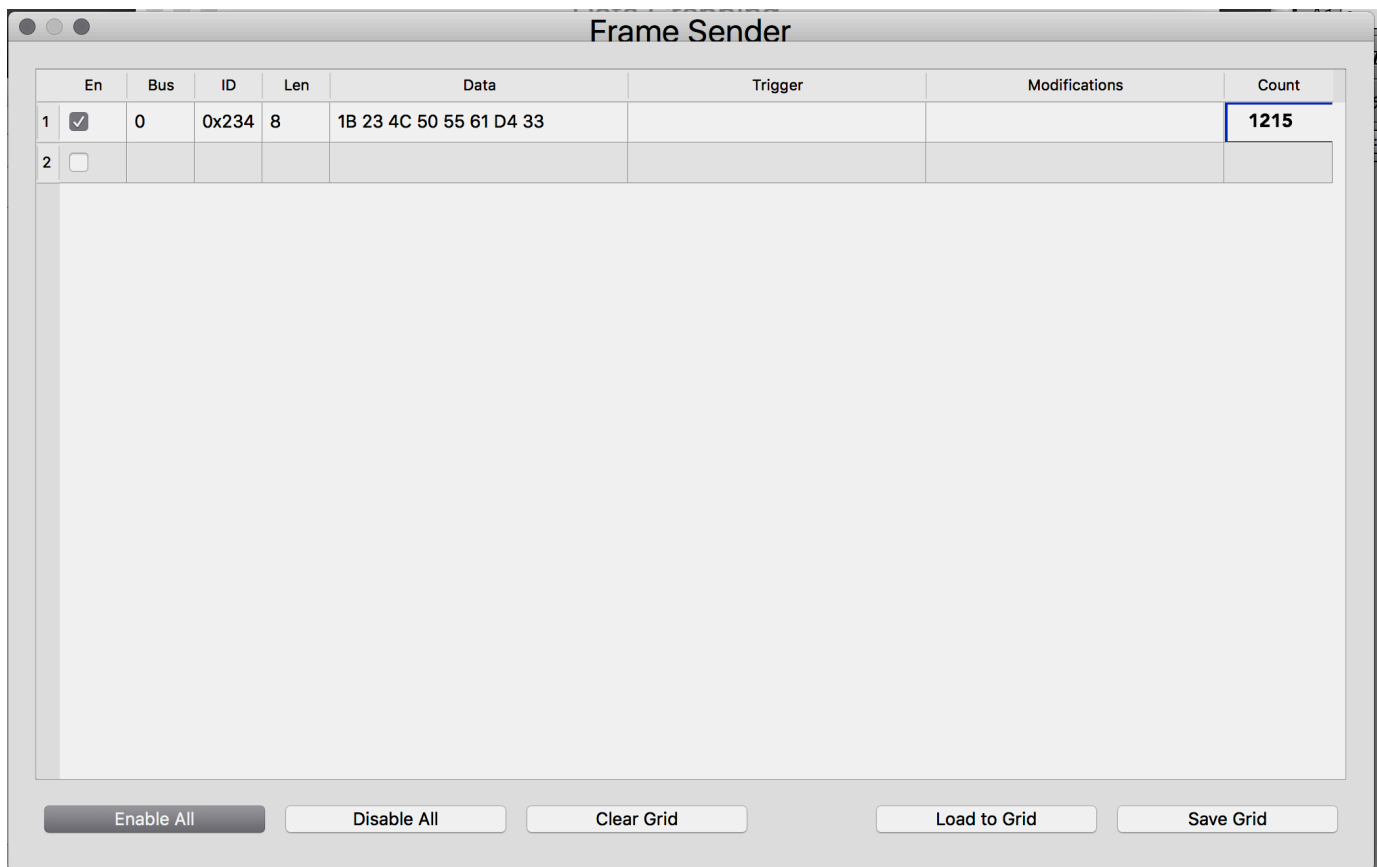 Frame Sender
En Bus ID Len Data Trigger Modifications Count
1 0 0x234 8 1B 23 4C 50 55 61 D4 33 1215
2
Enable All Disable All Clear Grid Load to Grid Save Grid